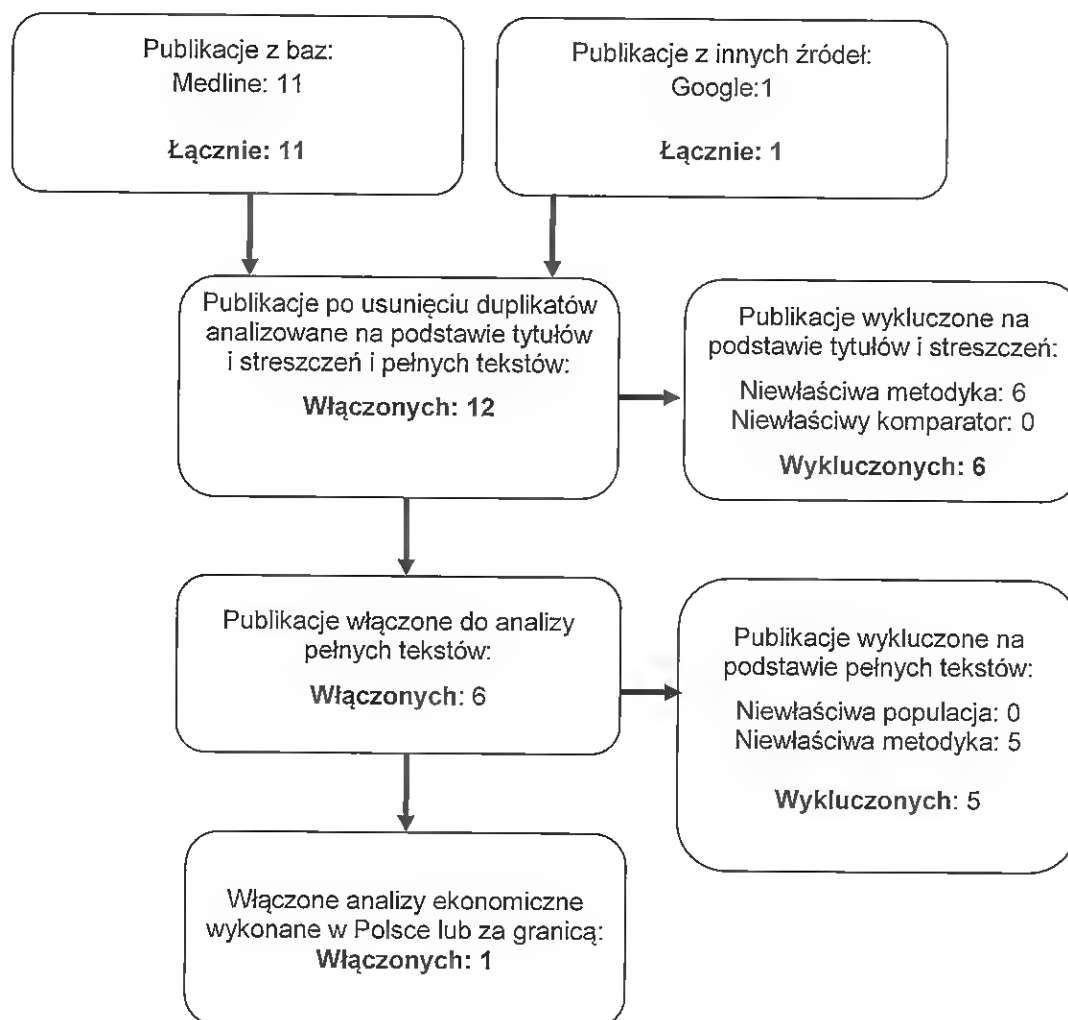 Publikacje z baz:
Medline: 11
Łącznie: 11
Publikacje z innych źródeł:
Google:1
Łącznie: 1
Publikacje po usunięciu duplikatów
analizowane na podstawie tytułów
i streszczeń i pełnych tekstów:
Włączonych: 12
Publikacje wykluczone na
podstawie tytułów i streszczeń:
Niewłaściwa metodyka: 6
Niewłaściwy komparator: 0
Wykluczonych: 6
Publikacje włączone do analizy
pełnych tekstów:
Włączonych: 6
Publikacje wykluczone na
podstawie pełnych tekstów:
Niewłaściwa populacja: 0
Niewłaściwa metodyka: 5
Wykluczonych: 5
Włączone analizy ekonomiczne
wykonane w Polsce lub za granicą:
Włączonych: 1